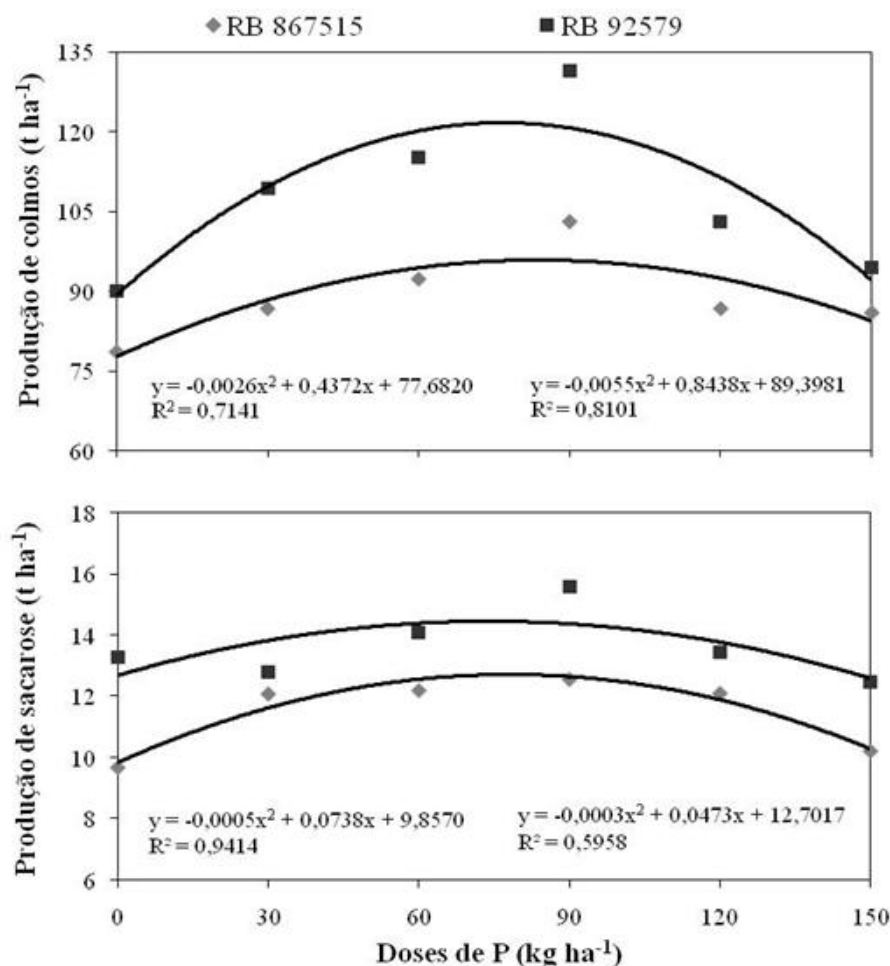 RB 867515 RB 92579
Produção de colmos (t ha⁻¹)
135
120
105
90
75
60
y = -0,0026x² + 0,4372x + 77,6820 y = -0,0055x² + 0,8438x + 89,3981
R² = 0,7141 R² = 0,8101
Produção de sacarose (t ha⁻¹)
18
16
14
12
10
8
6
y = -0,0005x² + 0,0738x + 9,8570 y = -0,0003x² + 0,0473x + 12,7017
R² = 0,9414 R² = 0,5958
0 30 60 90 120 150
Doses de P (kg ha⁻¹)